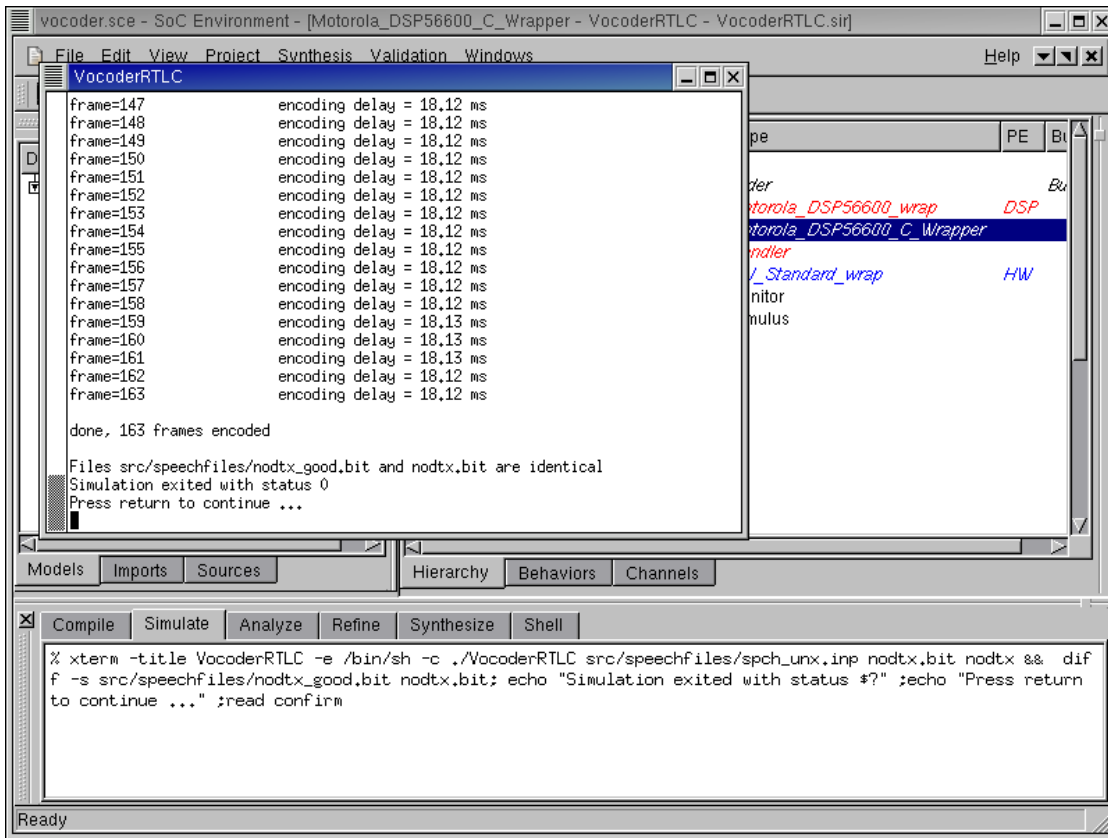 vocoder.sce - SoC Environment - [Motorola_DSP56600_C_Wrapper - VocoderRTLC - VocoderRTLC.sir]
File Edit View Project Synthesis Validation Windows Help
VocoderRTLC
frame=147 encoding delay = 18.12 ms
frame=148 encoding delay = 18.12 ms
frame=149 encoding delay = 18.12 ms
frame=150 encoding delay = 18.12 ms
frame=151 encoding delay = 18.12 ms
frame=152 encoding delay = 18.12 ms
frame=153 encoding delay = 18.12 ms
frame=154 encoding delay = 18.12 ms
frame=155 encoding delay = 18.12 ms
frame=156 encoding delay = 18.12 ms
frame=157 encoding delay = 18.12 ms
frame=158 encoding delay = 18.12 ms
frame=159 encoding delay = 18.13 ms
frame=160 encoding delay = 18.13 ms
frame=161 encoding delay = 18.13 ms
frame=162 encoding delay = 18.12 ms
frame=163 encoding delay = 18.12 ms
done, 163 frames encoded
Files src/speechfiles/nodtx_good.bit and nodtx.bit are identical
Simulation exited with status 0
Press return to continue ...
pe PE Bu
der Bu
torola_DSP56600_wrap DSP
otorola_DSP56600_C_Wrapper
ndler
_Standard_wrap HW
nitor
mulus
Models Imports Sources
Hierarchy Behaviors Channels
Compile Simulate Analyze Refine Synthesize Shell
% xterm -title VocoderRTLC -e /bin/sh -c ./VocoderRTLC src/speechfiles/spch_unx.inp nodtx.bit nodtx && dif
f -s src/speechfiles/nodtx_good.bit nodtx.bit; echo "Simulation exited with status $?" ;echo "Press return
to continue ..." ;read confirm
Ready